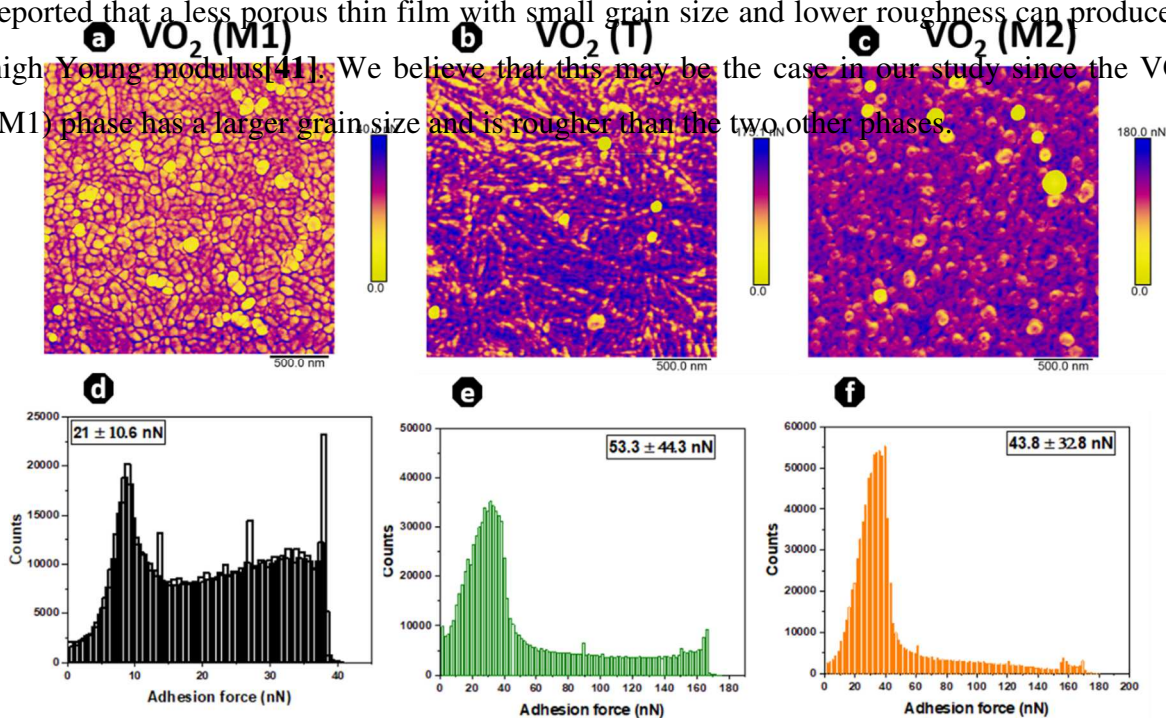 eported that a less porous thin film with small grain size and lower roughness can produce
a VO2 (M1) b VO2 (T) c VO2 (M2)
high Young modulus[41]. We believe that this may be the case in our study since the VO
M1) phase has a larger grain size and is rougher than the two other phases.
175.1 nN
180.0 nN
0.0
0.0
0.0
500.0 nm
500.0 nm
500.0 nm
d
21 ± 10.6 nN
25000
20000
15000
10000
5000
0
Counts
0 10 20 30 40
Adhesion force (nN)
e
53.3 ± 44.3 nN
50000
40000
30000
20000
10000
0
Counts
0 20 40 60 80 100 120 140 160 180
Adhesion force (nN)
f
43.8 ± 32.8 nN
60000
50000
40000
30000
20000
10000
0
Counts
0 20 40 60 80 100 120 140 160 180 200
Adhesion force (nN)